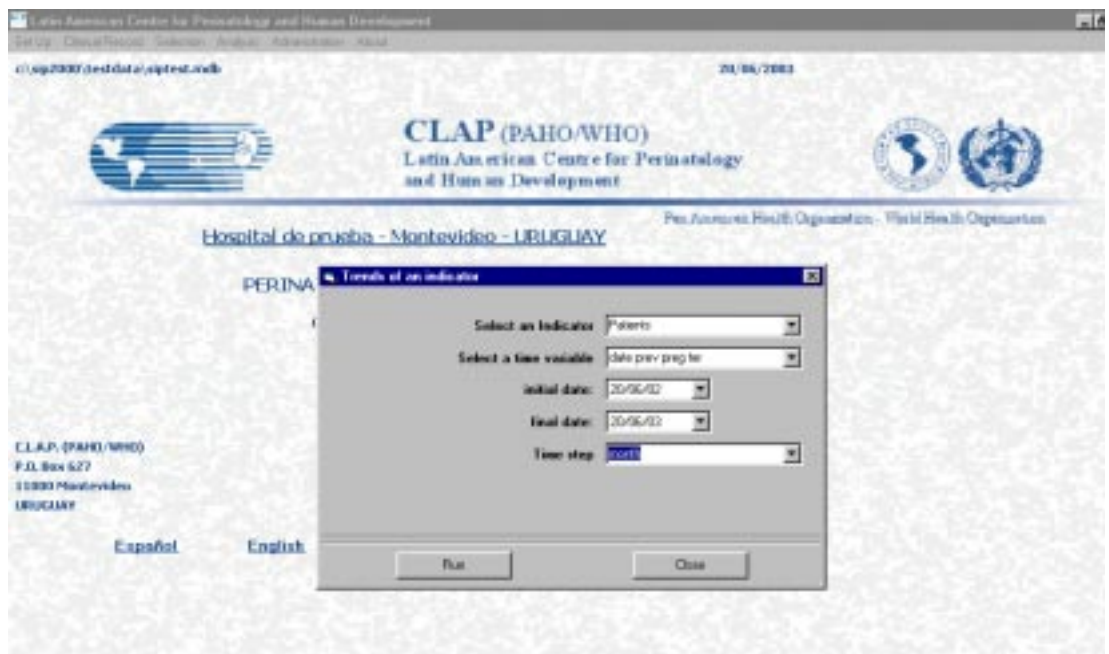 Latin American Centre for Perinatology and Human Development
Set Up Clinical Record Selection Analysis Administration About
c:\sip2000\testdata\siptest.mdb
20/06/2003
CLAP (PAHO/WHO)
Latin American Centre for Perinatology
and Human Development
Pan American Health Organization - World Health Organization
Hospital de prueba - Montevideo - URUGUAY
PERINA
Trends of an indicator
Select an Indicator Patients
Select a time variable date prev preg ter
initial date: 20/06/02
final date: 20/06/03
Time step month
C.L.A.P. (PAHO/WHO)
P.O. Box 627
11000 Montevideo
URUGUAY
Español English
Run Close